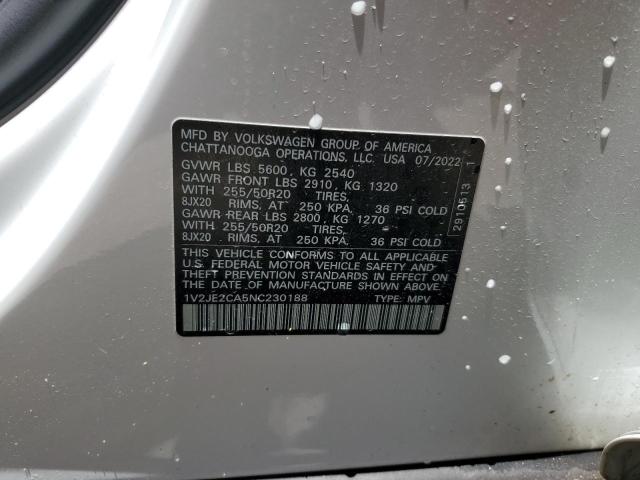 MFD BY VOLKSWAGEN GROUP OF AMERICA
CHATTANOOGA OPERATIONS, LLC. USA 07/2022
GVWR LBS 5600, KG 2540
GAWR FRONT LBS 2910, KG 1320
WITH 255/50R20 TIRES,
8JX20 RIMS, AT 250 KPA, 36 PSI COLD
GAWR REAR LBS 2800, KG 1270
WITH 255/50R20 TIRES,
8JX20 RIMS, AT 250 KPA, 36 PSI COLD
THIS VEHICLE CONFORMS TO ALL APPLICABLE
U.S. FEDERAL MOTOR VEHICLE SAFETY AND
THEFT PREVENTION STANDARDS IN EFFECT ON
THE DATE OF MANUFACTURE SHOWN ABOVE.
1V2JE2CA5NC230188 TYPE: MPV
2910513 1